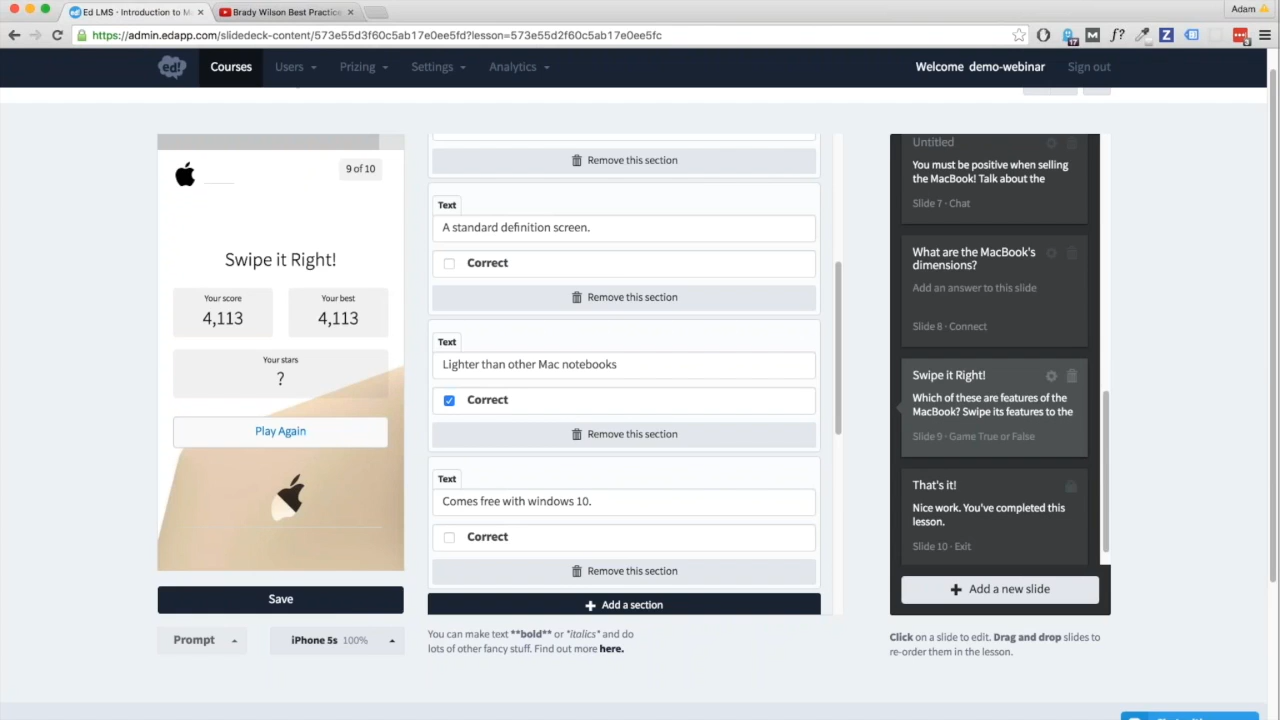 Ed LMS - Introduction to M
Brady Wilson Best Practice
Adam
https://admin.edapp.com/slidedeck-content/573e55d3f60c5ab17e0ee5fd?lesson=573e55d2f60c5ab17e0ee5fc
17
M
f?
Z
3
ed!
Courses
Users
Prizing
Settings
Analytics
Welcome demo-webinar
Sign out
9 of 10
Swipe it Right!
Your score
4,113
Your best
4,113
Your stars
?
Play Again
Save
Prompt
iPhone 5s 100%
Remove this section
Text
A standard definition screen.
Correct
Remove this section
Text
Lighter than other Mac notebooks
Correct
Remove this section
Text
Comes free with windows 10.
Correct
Remove this section
Add a section
You can make text **bold** or *italics* and do
lots of other fancy stuff. Find out more here.
Untitled
You must be positive when selling
the MacBook! Talk about the
Slide 7 · Chat
What are the MacBook's
dimensions?
Add an answer to this slide
Slide 8 · Connect
Swipe it Right!
Which of these are features of the
MacBook? Swipe its features to the
Slide 9 · Game True or False
That's it!
Nice work. You've completed this
lesson.
Slide 10 · Exit
Add a new slide
Click on a slide to edit. Drag and drop slides to
re-order them in the lesson.